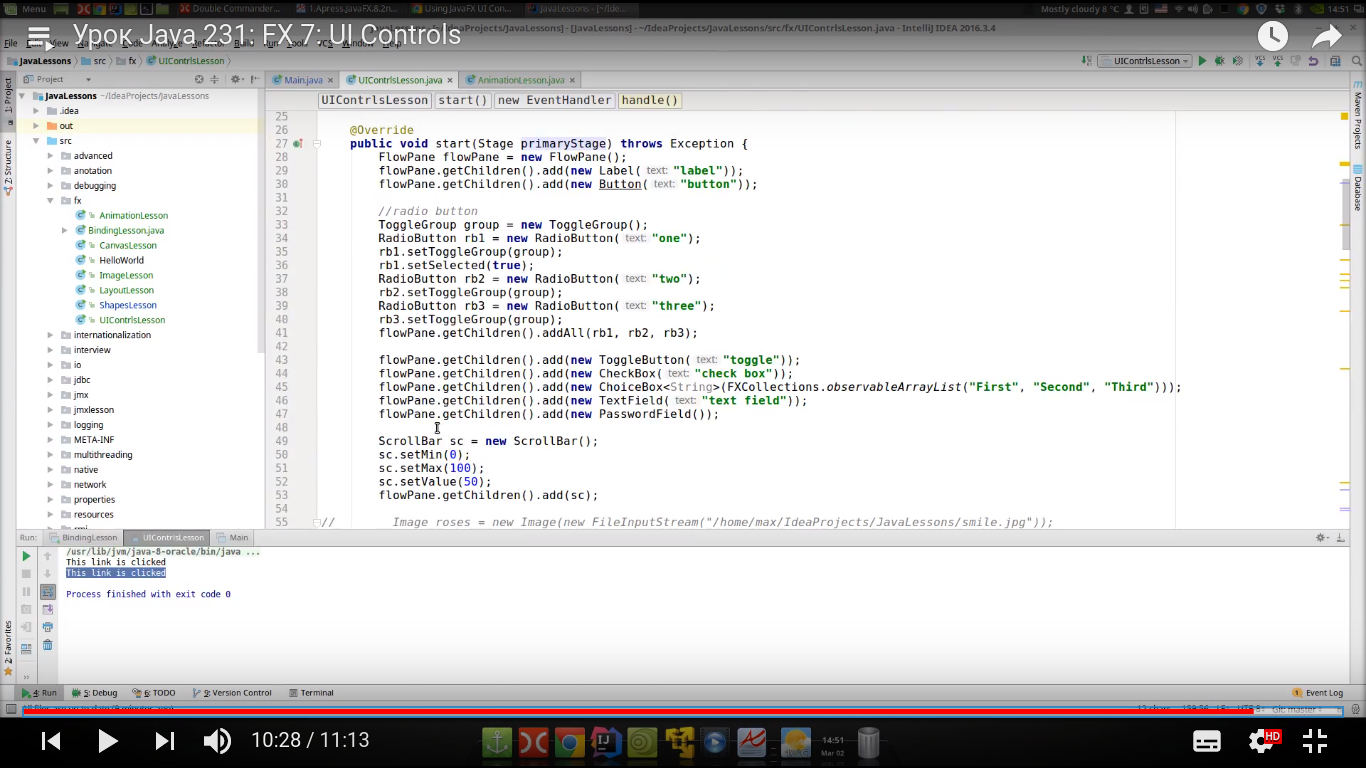 Menu
Double Commander...
1.Apress.JavaFX.8.2n...
Using JavaFX UI Con...
JavaLessons - [~/Ide...
Mostly cloudy 8 °C
14:51
Урок Java 231: FX 7: UI Controls
JavaLessons - [~/IdeaProjects/JavaLessons] - [JavaLessons] - ~/IdeaProjects/JavaLessons/src/fx/UIContrlsLesson.java - IntelliJ IDEA 2016.3.4
File
JavaLessons
src
fx
UIContrlsLesson
UIContrlsLesson
Project
Main.java
UIContrlsLesson.java
AnimationLesson.java
JavaLessons ~/IdeaProjects/JavaLessons
.idea
out
src
advanced
anotation
debugging
fx
AnimationLesson
BindingLesson.java
CanvasLesson
HelloWorld
ImageLesson
LayoutLesson
ShapesLesson
UIContrlsLesson
internationalization
interview
io
jdbc
jmx
jmxlesson
logging
META-INF
multithreading
native
network
properties
resources
rmi
1: Project
7: Structure
2: Favorites
Maven Projects
Database
UIContrlsLesson start() new EventHandler handle()
25
26 @Override
27 public void start(Stage primaryStage) throws Exception {
28 FlowPane flowPane = new FlowPane();
29 flowPane.getChildren().add(new Label( text: "label"));
30 flowPane.getChildren().add(new Button( text: "button"));
31
32 //radio button
33 ToggleGroup group = new ToggleGroup();
34 RadioButton rb1 = new RadioButton( text: "one");
35 rb1.setToggleGroup(group);
36 rb1.setSelected(true);
37 RadioButton rb2 = new RadioButton( text: "two");
38 rb2.setToggleGroup(group);
39 RadioButton rb3 = new RadioButton( text: "three");
40 rb3.setToggleGroup(group);
41 flowPane.getChildren().addAll(rb1, rb2, rb3);
42
43 flowPane.getChildren().add(new ToggleButton( text: "toggle"));
44 flowPane.getChildren().add(new CheckBox( text: "check box"));
45 flowPane.getChildren().add(new ChoiceBox<String>(FXCollections.observableArrayList("First", "Second", "Third")));
46 flowPane.getChildren().add(new TextField( text: "text field"));
47 flowPane.getChildren().add(new PasswordField());
48
49 ScrollBar sc = new ScrollBar();
50 sc.setMin(0);
51 sc.setMax(100);
52 sc.setValue(50);
53 flowPane.getChildren().add(sc);
54
55 // Image roses = new Image(new FileInputStream("/home/max/IdeaProjects/JavaLessons/smile.jpg"));
Run:
BindingLesson
UIContrlsLesson
Main
/usr/lib/jvm/java-8-oracle/bin/java ...
This link is clicked
This link is clicked
Process finished with exit code 0
4: Run
5: Debug
6: TODO
9: Version Control
Terminal
Event Log
10:28 / 11:13
14:51
Mar 02
HD